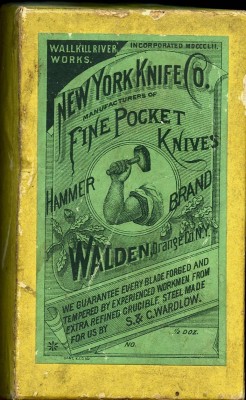 WALLKILL RIVER WORKS.
INCORPORATED MDCCCLII.
NEW YORK KNIFE CO.
MANUFACTURERS OF
FINE POCKET
KNIVES
HAMMER BRAND
WALDEN, Orange Co. N.Y.
WE GUARANTEE EVERY BLADE FORGED AND
TEMPERED BY EXPERIENCED WORKMEN FROM
EXTRA REFINED CRUCIBLE STEEL MADE
FOR US BY S. & C. WARDLOW.
½ DOZ.
NO.